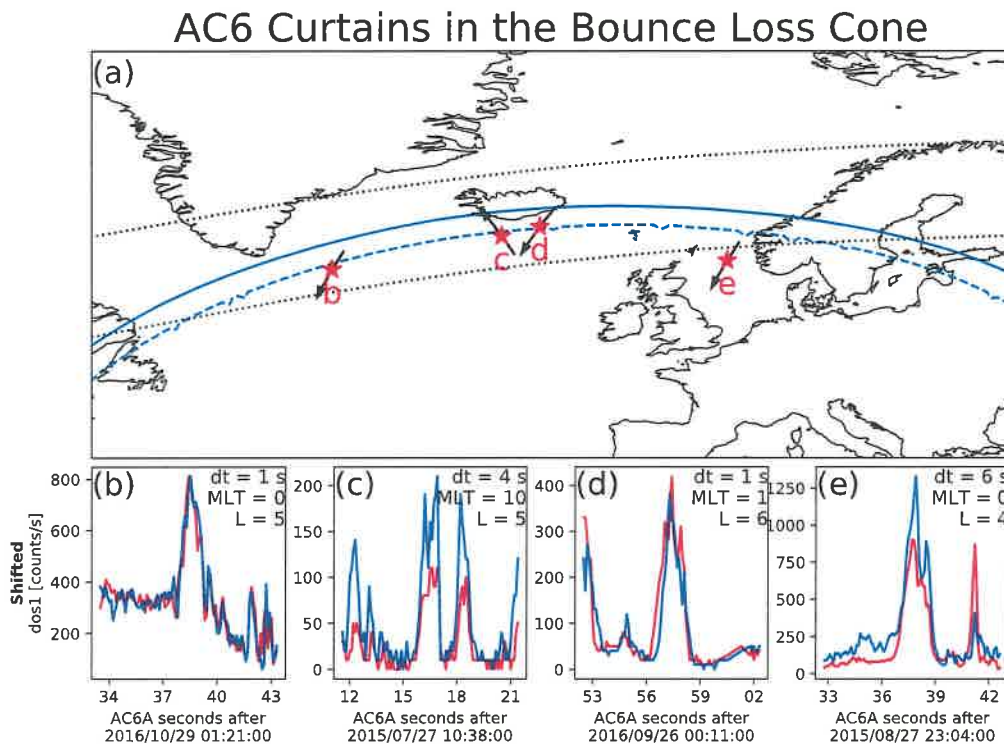 AC6 Curtains in the Bounce Loss Cone
(a)
b
c
d
e
(b)
dt = 1 s
MLT = 0
L = 5
(c)
dt = 4 s
MLT = 10
L = 5
(d)
dt = 1 s
MLT = 1
L = 6
(e)
dt = 6 s
MLT = 0
L = 4
Shifted
dos1 [counts/s]
800
600
400
200
200
150
100
50
0
400
300
200
100
0
1250
1000
750
500
250
0
34 37 40 43
12 15 18 21
53 56 59 02
33 36 39 42
AC6A seconds after
2016/10/29 01:21:00
AC6A seconds after
2015/07/27 10:38:00
AC6A seconds after
2016/09/26 00:11:00
AC6A seconds after
2015/08/27 23:04:00